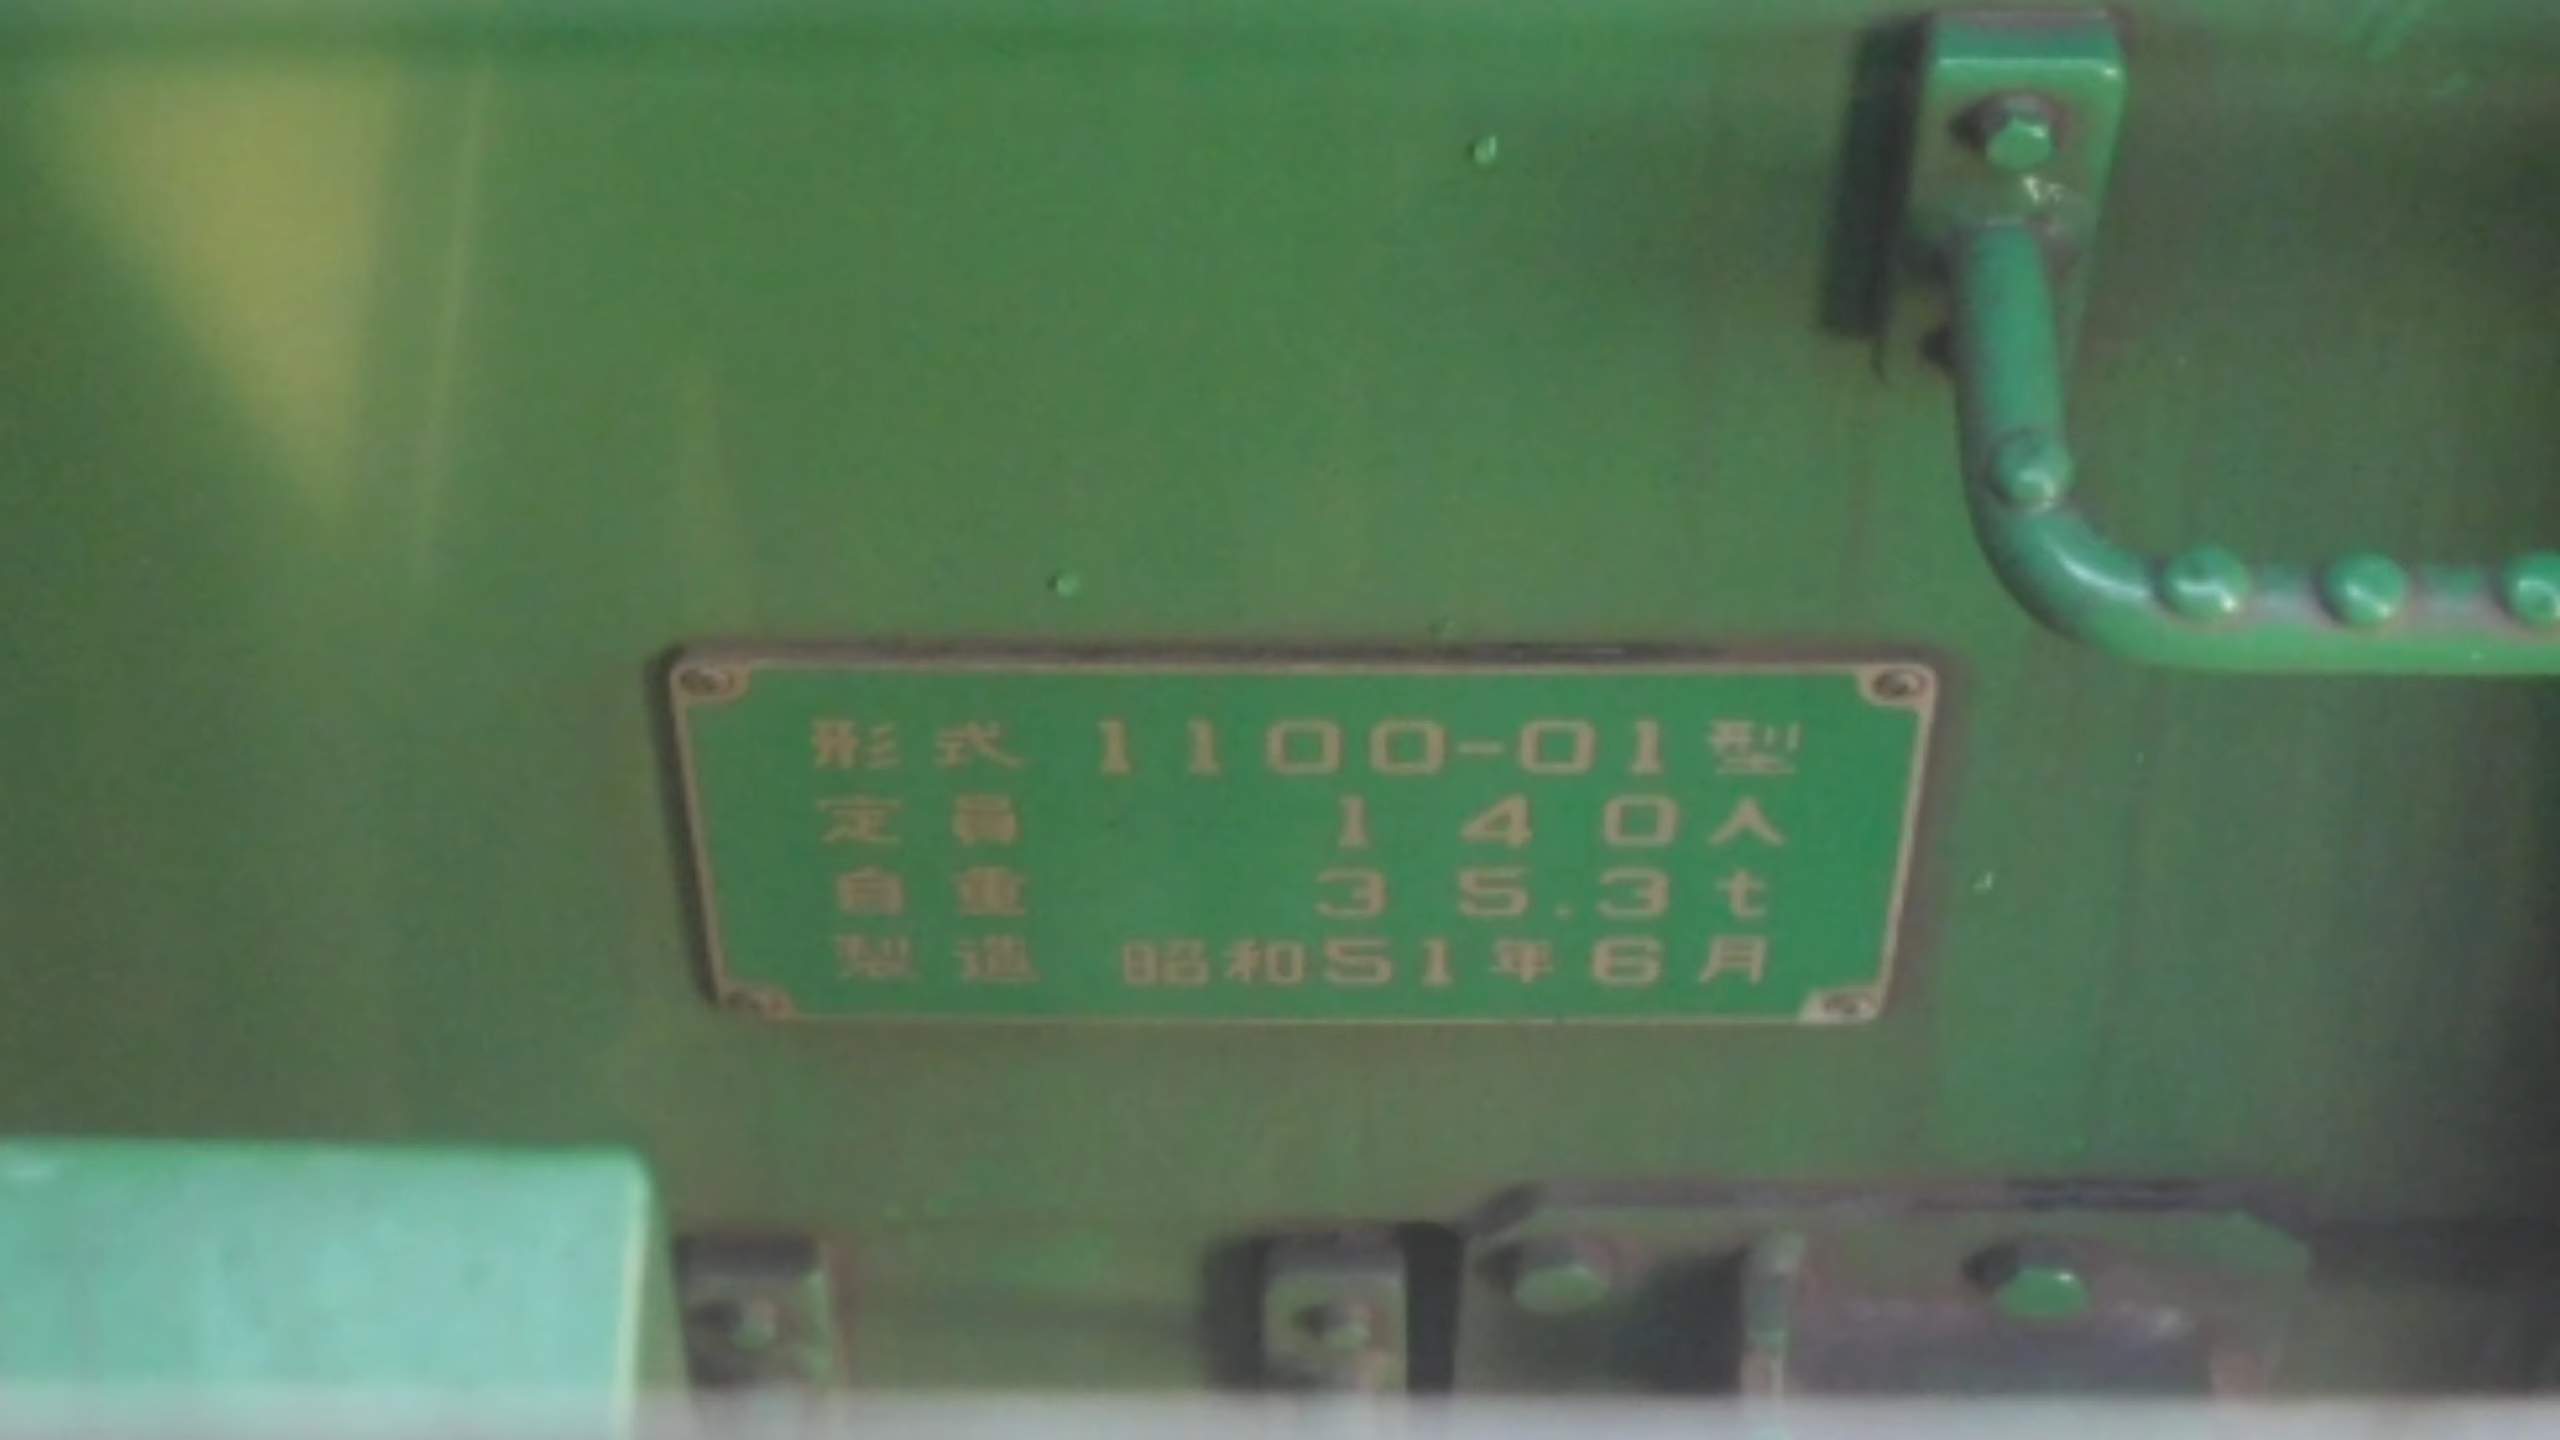 形式 1100-01型
定員 140人
自重 35.3t
製造 昭和51年6月